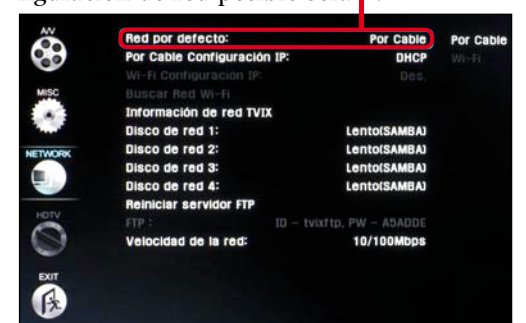 A/V
Red por defecto: Por Cable Por Cable
Por Cable Configuración IP: DHCP Wi-Fi
Wi-Fi Configuración IP: Des.
MISC
Buscar Red Wi-Fi
Información de red TVIX
Disco de red 1: Lento(SAMBA)
NETWORK
Disco de red 2: Lento(SAMBA)
Disco de red 3: Lento(SAMBA)
Disco de red 4: Lento(SAMBA)
Reiniciar servidor FTP
HDTV
FTP : ID - tvixftp, PW - A5ADDE
Velocidad de la red: 10/100Mbps
EXIT